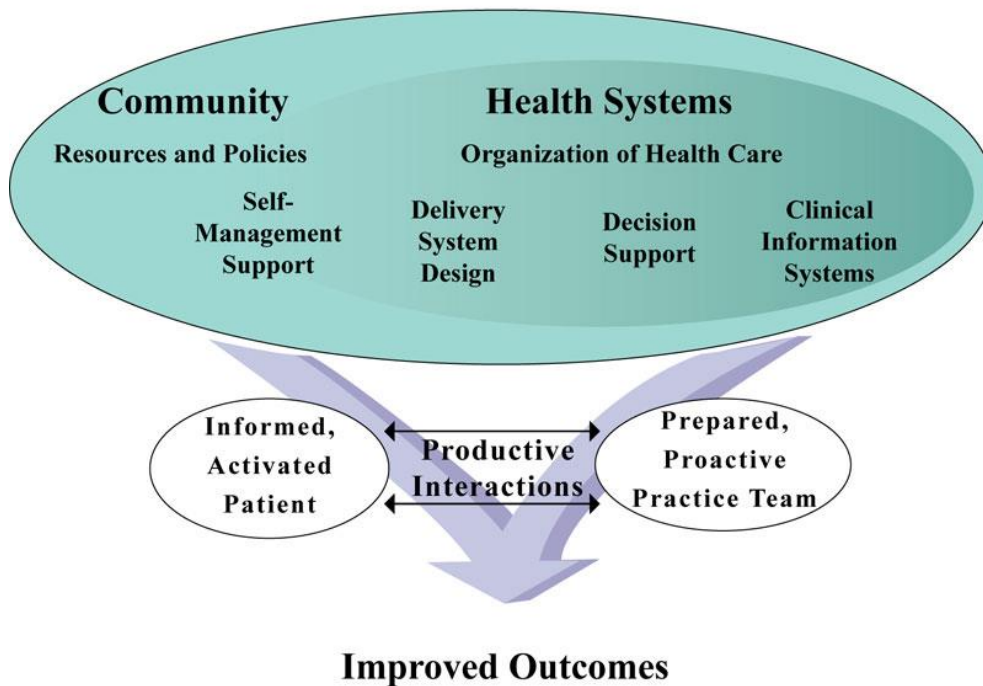 Community
Health Systems
Resources and Policies
Organization of Health Care
Self-
Management
Support
Delivery
System
Design
Decision
Support
Clinical
Information
Systems
Informed,
Activated
Patient
Productive
Interactions
Prepared,
Proactive
Practice Team
Improved Outcomes